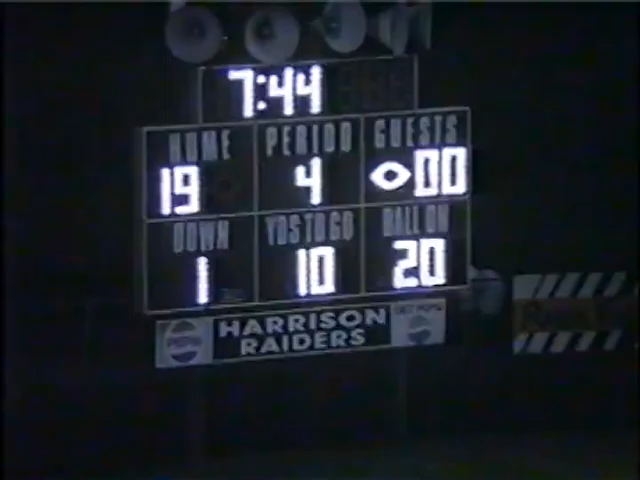 7:44
HOME PERIOD GUESTS
19 4 00
DOWN YDS TO GO BALL ON
1 10 20
PEPSI HARRISON
RAIDERS